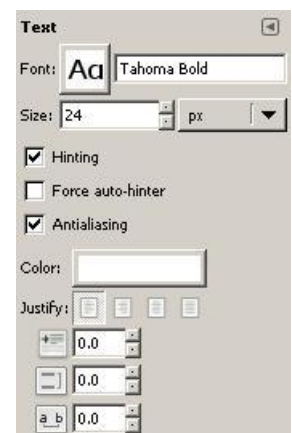 Text
Font: Aa Tahoma Bold
Size: 24 px
Hinting
Force auto-hinter
Antialiasing
Color:
Justify:
0.0
0.0
a_b 0.0